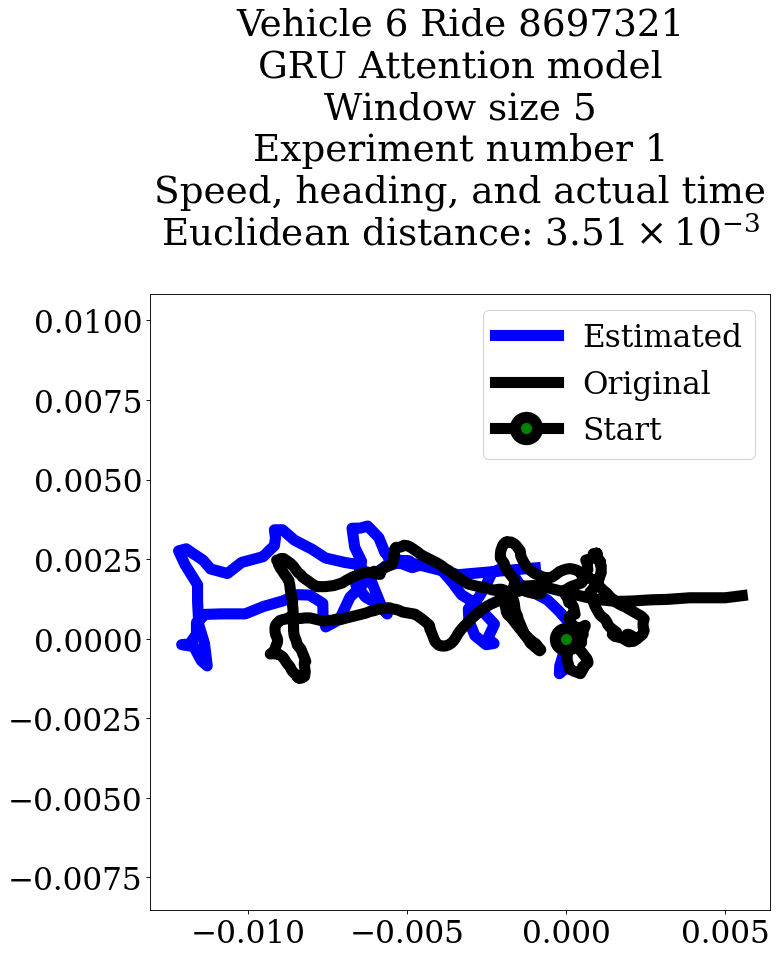 Vehicle 6 Ride 8697321
GRU Attention model
Window size 5
Experiment number 1
Speed, heading, and actual time
Euclidean distance: 3.51 × 10⁻³
Estimated
Original
Start
0.0100
0.0075
0.0050
0.0025
0.0000
−0.0025
−0.0050
−0.0075
−0.010 −0.005 0.000 0.005